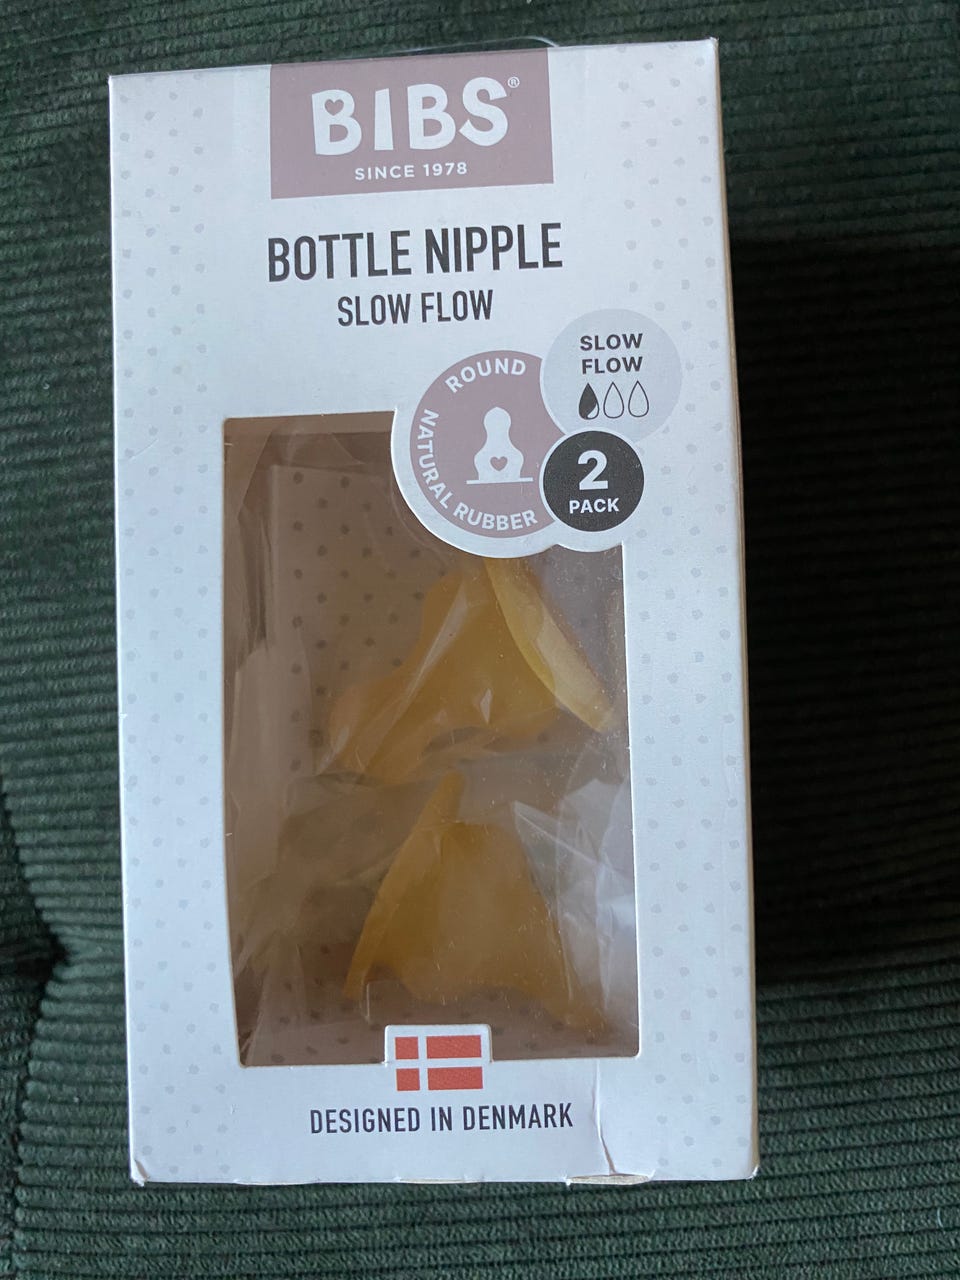 BIBS®
SINCE 1978
BOTTLE NIPPLE
SLOW FLOW
SLOW
FLOW
ROUND
NATURAL RUBBER
2
PACK
DESIGNED IN DENMARK